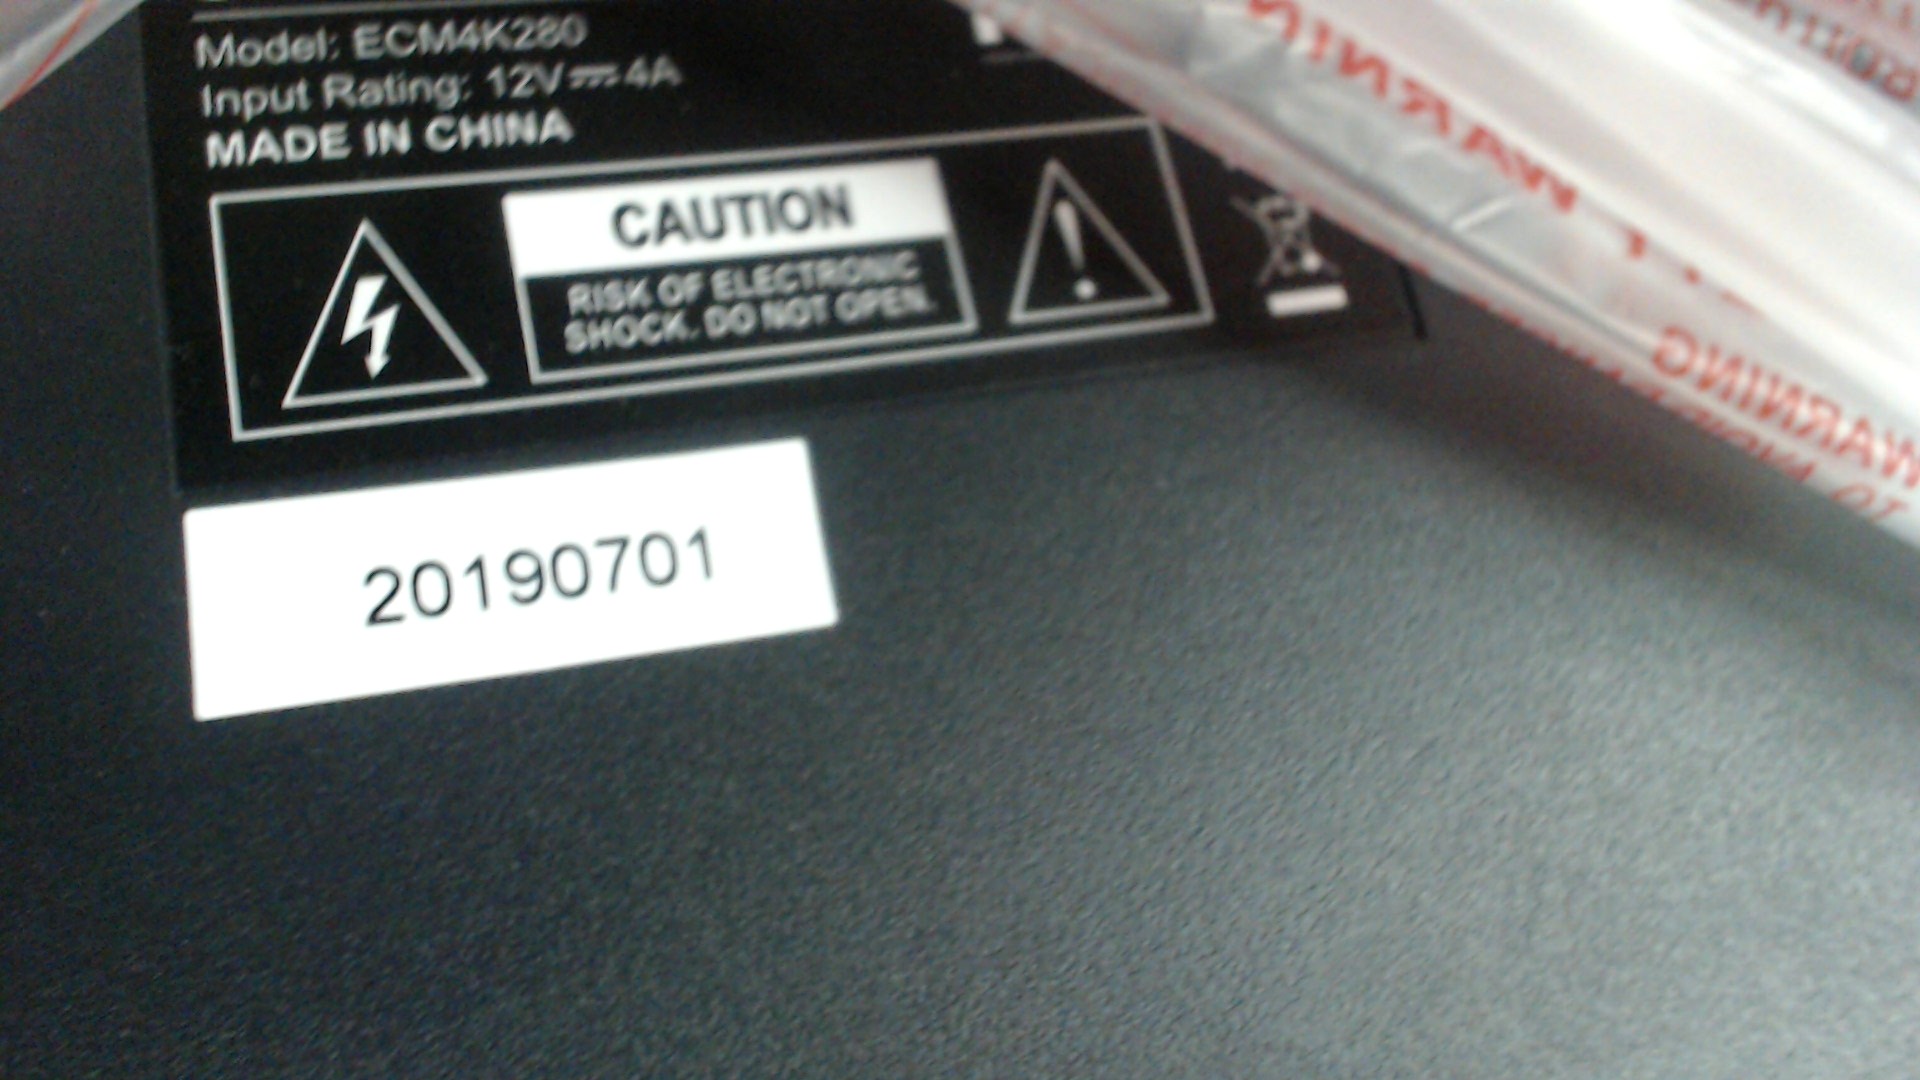 Model: ECM4K280
Input Rating: 12V⎓4A
MADE IN CHINA
CAUTION
RISK OF ELECTRONIC
SHOCK. DO NOT OPEN.
20190701
WARNING
WARNING